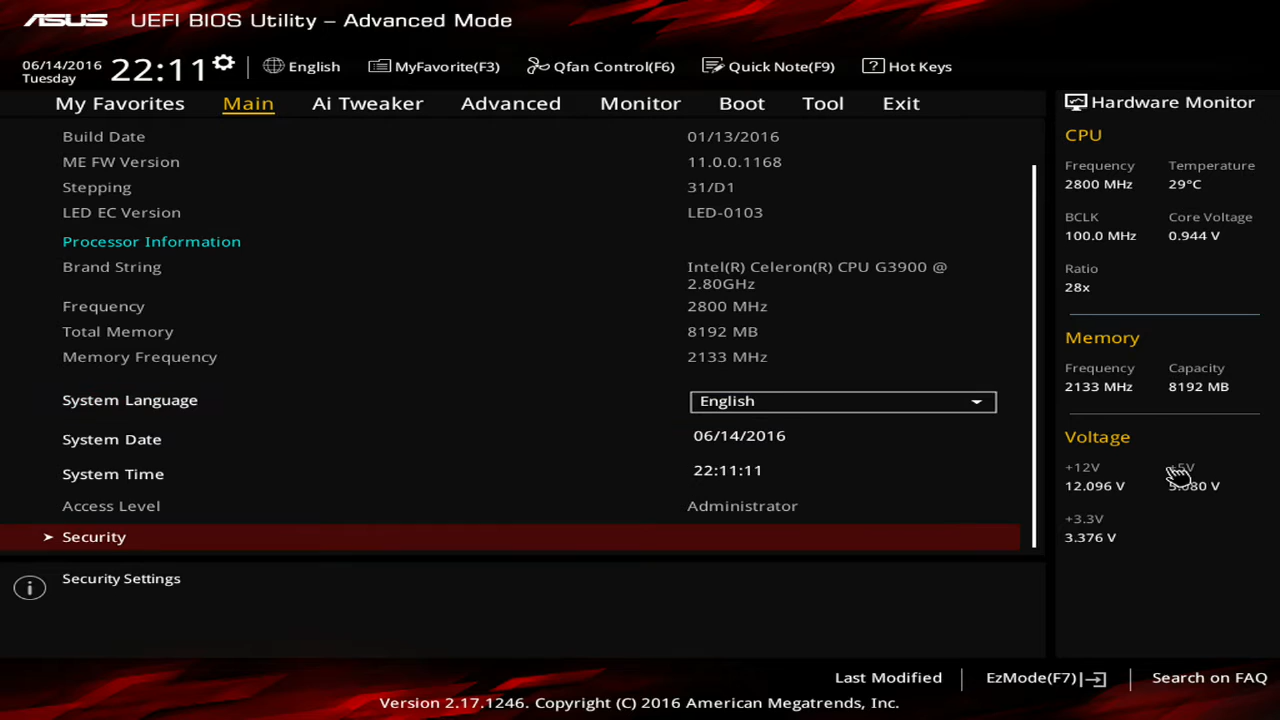 ASUS UEFI BIOS Utility – Advanced Mode
06/14/2016
Tuesday
22:11
English
MyFavorite(F3)
Qfan Control(F6)
Quick Note(F9)
? Hot Keys
My Favorites Main Ai Tweaker Advanced Monitor Boot Tool Exit
Build Date 01/13/2016
ME FW Version 11.0.0.1168
Stepping 31/D1
LED EC Version LED-0103
Processor Information
Brand String Intel(R) Celeron(R) CPU G3900 @
2.80GHz
Frequency 2800 MHz
Total Memory 8192 MB
Memory Frequency 2133 MHz
System Language English
System Date 06/14/2016
System Time 22:11:11
Access Level Administrator
Security
Security Settings
Hardware Monitor
CPU
Frequency Temperature
2800 MHz 29°C
BCLK Core Voltage
100.0 MHz 0.944 V
Ratio
28x
Memory
Frequency Capacity
2133 MHz 8192 MB
Voltage
+12V +5V
12.096 V
+3.3V
3.376 V
Last Modified
EzMode(F7)
Search on FAQ
Version 2.17.1246. Copyright (C) 2016 American Megatrends, Inc.